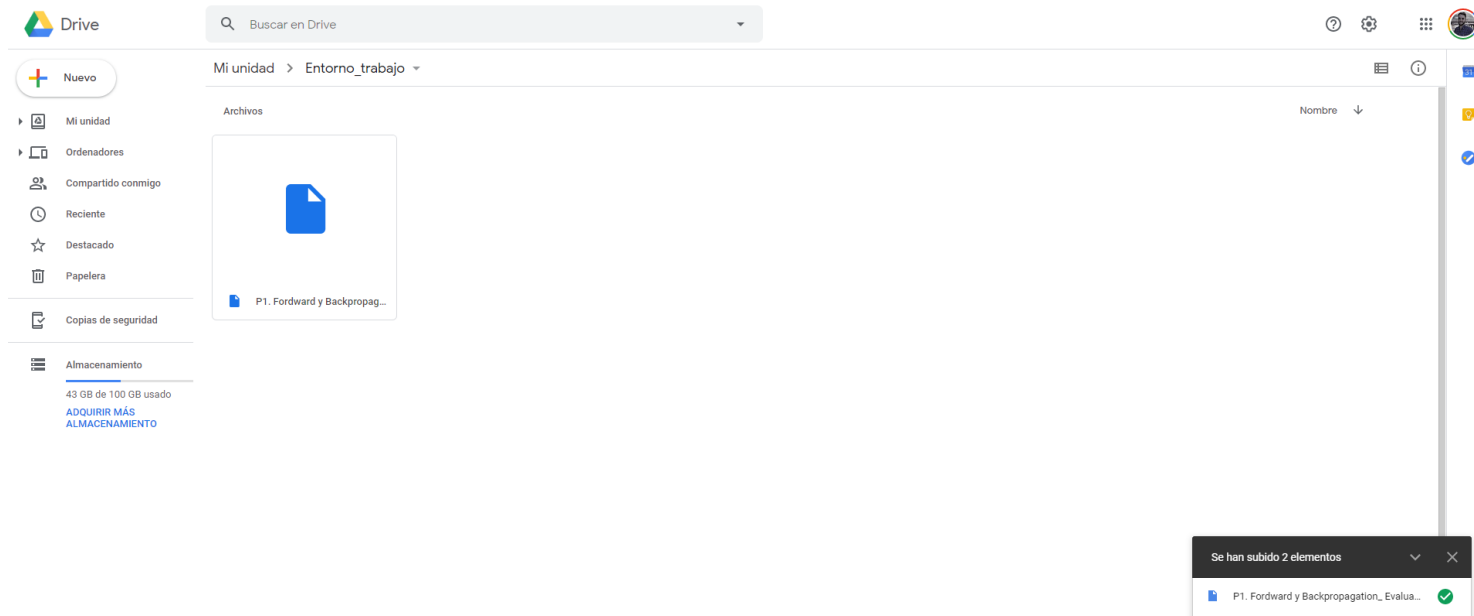 Drive
Buscar en Drive
Nuevo
Mi unidad > Entorno_trabajo
31
Mi unidad
Ordenadores
Compartido conmigo
Reciente
Destacado
Papelera
Copias de seguridad
Almacenamiento
43 GB de 100 GB usado
ADQUIRIR MÁS
ALMACENAMIENTO
Archivos
Nombre
P1. Fordward y Backpropag...
Se han subido 2 elementos
P1. Fordward y Backpropagation_ Evalua...